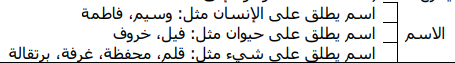 اسم يطلق على الإنسان مثل: وسيم، فاطمة
الاسم
اسم يطلق على حيوان مثل: فيل، خروف
اسم يطلق على شيء مثل: قلم، محفظة، غرفة، برتقالة